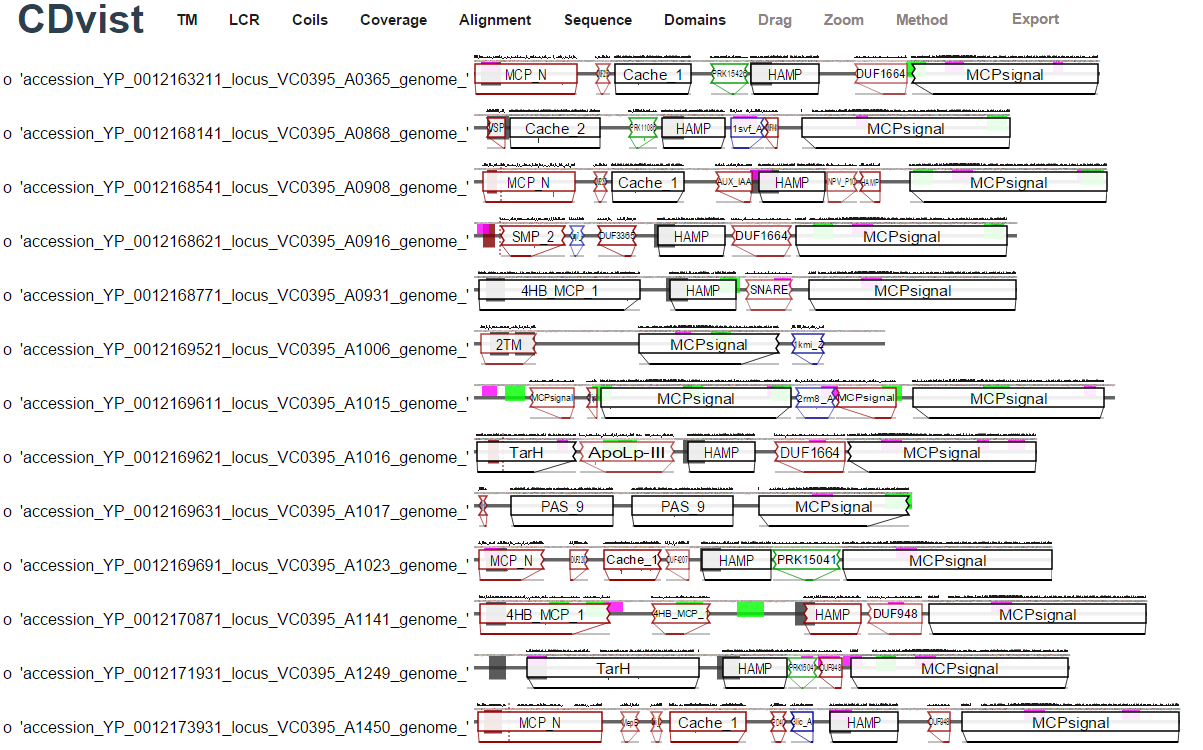 CDvist TM LCR Coils Coverage Alignment Sequence Domains Drag Zoom Method Export
o 'accession_YP_0012163211_locus_VC0395_A0365_genome_' MCP_N Cache_1 PRK15426 HAMP DUF1664 MCPsignal
o 'accession_YP_0012168141_locus_VC0395_A0868_genome_' Cache_2 HAMP 1svf_A MCPsignal
o 'accession_YP_0012168541_locus_VC0395_A0908_genome_' MCP_N Cache_1 AUX_IAA HAMP HAMP MCPsignal
o 'accession_YP_0012168621_locus_VC0395_A0916_genome_' SMP_2 DUF3365 HAMP DUF1664 MCPsignal
o 'accession_YP_0012168771_locus_VC0395_A0931_genome_' 4HB_MCP_1 HAMP SNARE MCPsignal
o 'accession_YP_0012169521_locus_VC0395_A1006_genome_' 2TM MCPsignal
o 'accession_YP_0012169611_locus_VC0395_A1015_genome_' MCPsignal MCPsignal 2rm8_A MCPsignal MCPsignal
o 'accession_YP_0012169621_locus_VC0395_A1016_genome_' TarH ApoLp-III HAMP DUF1664 MCPsignal
o 'accession_YP_0012169631_locus_VC0395_A1017_genome_' PAS_9 PAS_9 MCPsignal
o 'accession_YP_0012169691_locus_VC0395_A1023_genome_' MCP_N Cache_1 HAMP PRK15041 MCPsignal
o 'accession_YP_0012170871_locus_VC0395_A1141_genome_' 4HB_MCP_1 4HB_MCP_ HAMP DUF948 MCPsignal
o 'accession_YP_0012171931_locus_VC0395_A1249_genome_' TarH HAMP DUF948 MCPsignal
o 'accession_YP_0012173931_locus_VC0395_A1450_genome_' MCP_N Cache_1 HAMP DUF948 MCPsignal